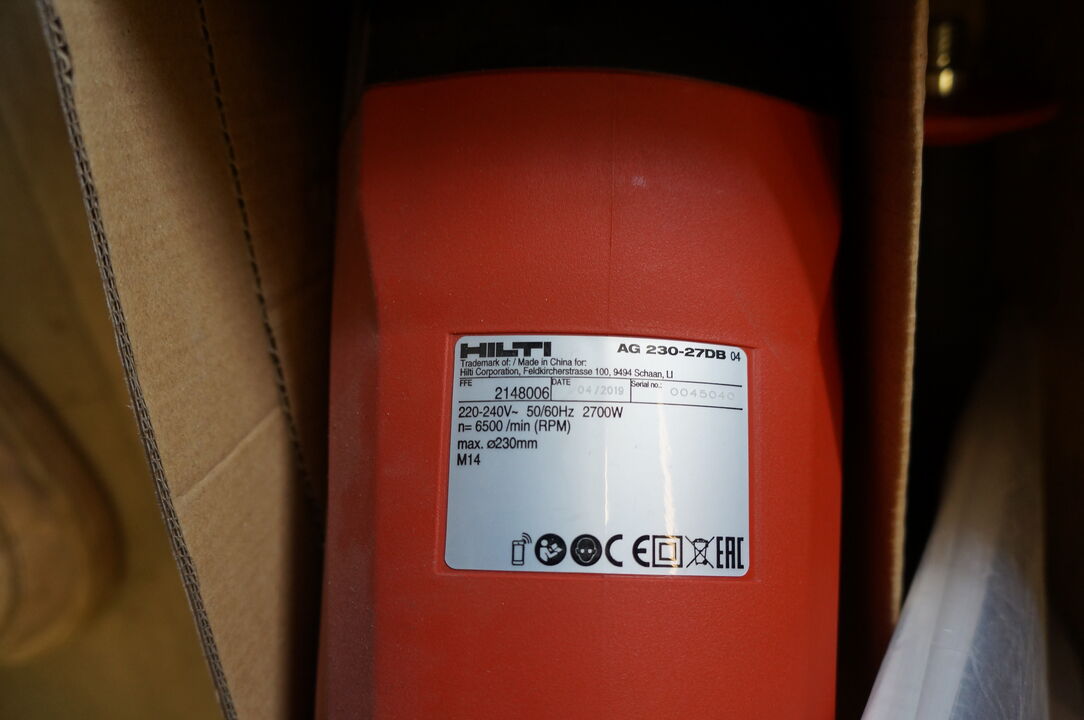 HILTI AG 230-27DB 04
Trademark of: / Made in China for:
Hilti Corporation, Feldkircherstrasse 100, 9494 Schaan, LI
FFE 2148006 DATE 04/2019 Serial no.: 0045040
220-240V~ 50/60Hz 2700W
n= 6500 /min (RPM)
max. ø230mm
M14
CE EAC